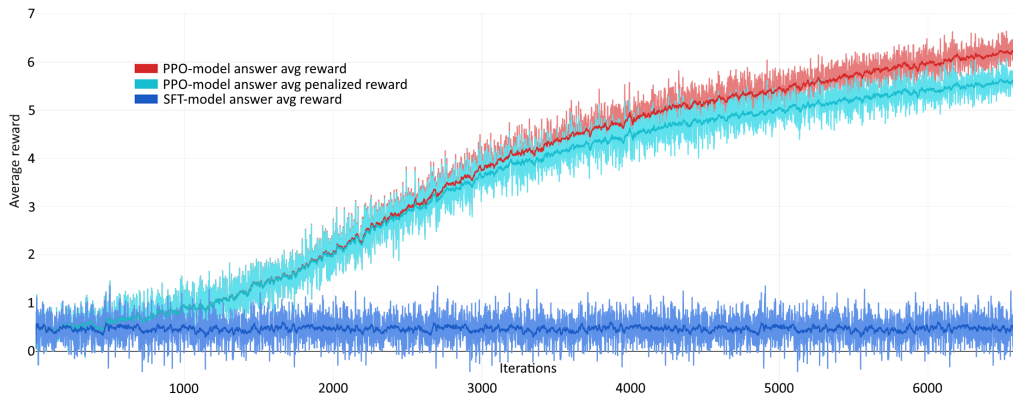 7
6
5
4
3
2
1
0
Average reward
PPO-model answer avg reward
PPO-model answer avg penalized reward
SFT-model answer avg reward
Iterations
1000 2000 3000 4000 5000 6000